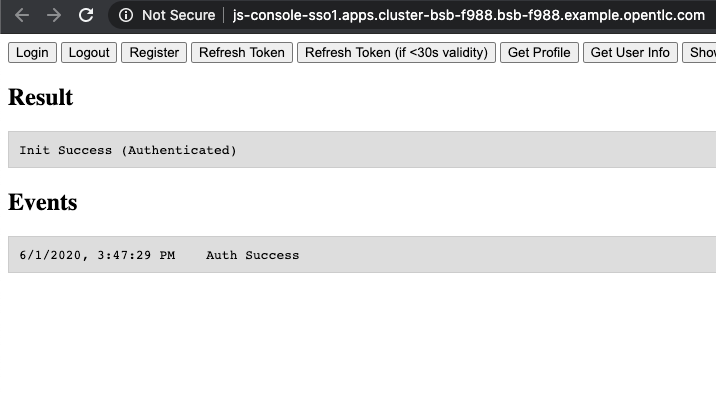 Not Secure js-console-sso1.apps.cluster-bsb-f988.bsb-f988.example.opentlc.com
Login Logout Register Refresh Token Refresh Token (if <30s validity) Get Profile Get User Info Show
Result
Init Success (Authenticated)
Events
6/1/2020, 3:47:29 PM Auth Success